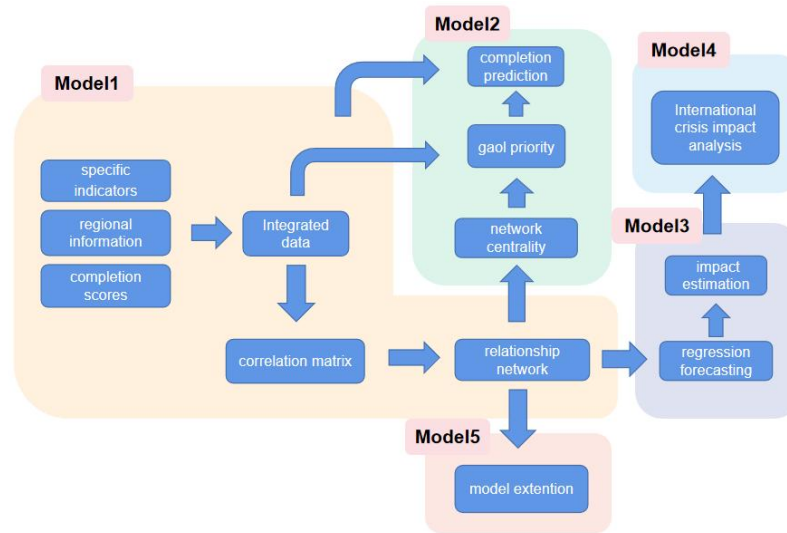 Model1
specific
indicators
regional
information
completion
scores
Integrated
data
correlation matrix
relationship
network
Model2
completion
prediction
gaol priority
network
centrality
Model3
impact
estimation
regression
forecasting
Model4
International
crisis impact
analysis
Model5
model extention